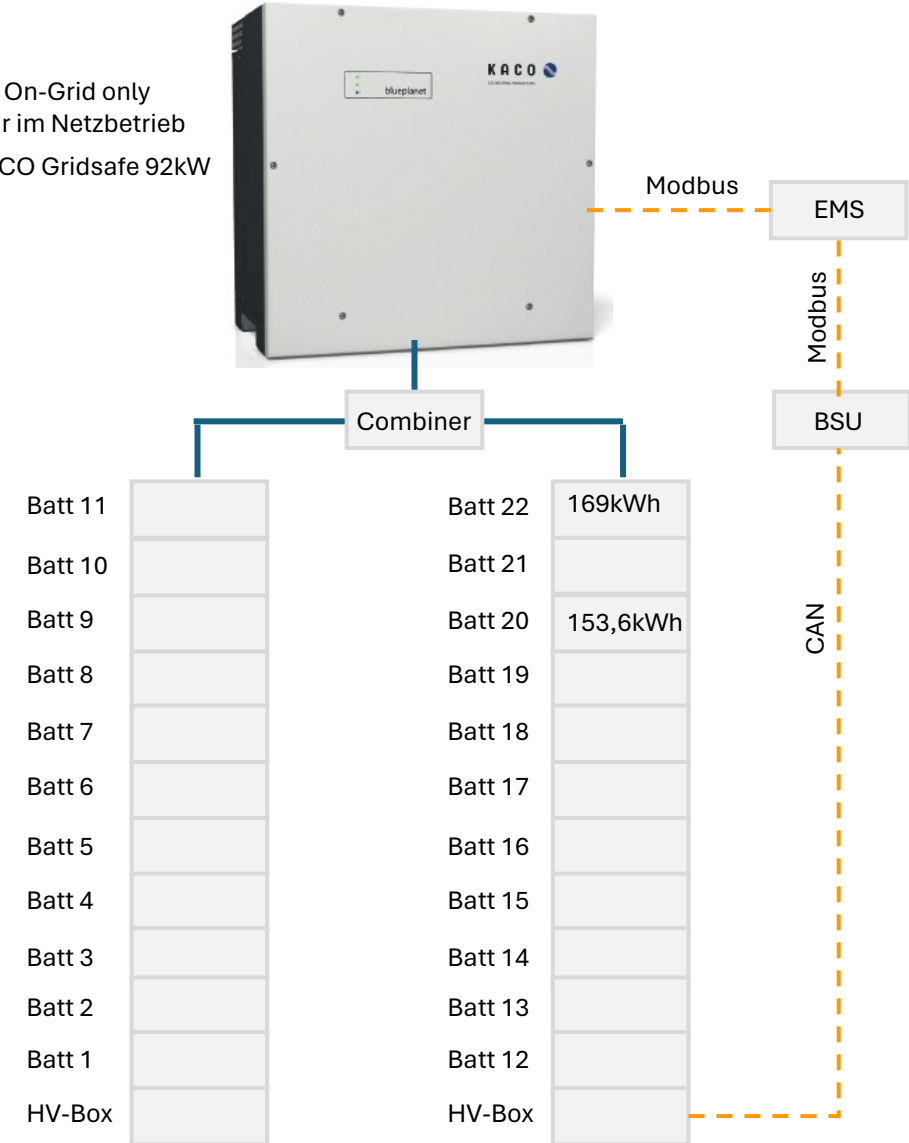 On-Grid only
r im Netzbetrieb
CO Gridsafe 92kW
KACO
blueplanet
Modbus
EMS
Modbus
Combiner
BSU
CAN
Batt 11
Batt 10
Batt 9
Batt 8
Batt 7
Batt 6
Batt 5
Batt 4
Batt 3
Batt 2
Batt 1
HV-Box
Batt 22 169kWh
Batt 21
Batt 20 153,6kWh
Batt 19
Batt 18
Batt 17
Batt 16
Batt 15
Batt 14
Batt 13
Batt 12
HV-Box